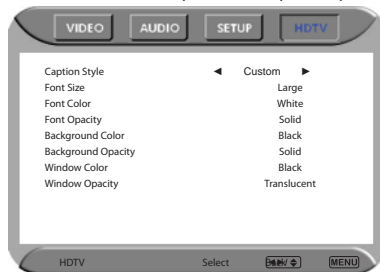 VIDEO AUDIO SETUP HDTV
Caption Style ◄ Custom ►
Font Size Large
Font Color White
Font Opacity Solid
Background Color Black
Background Opacity Solid
Window Color Black
Window Opacity Translucent
HDTV Select MENU